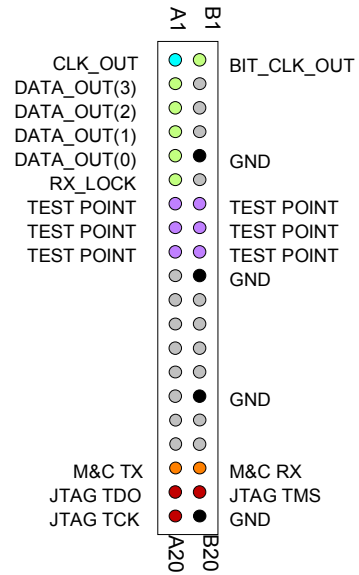 A1 B1
CLK_OUT BIT_CLK_OUT
DATA_OUT(3)
DATA_OUT(2)
DATA_OUT(1)
DATA_OUT(0) GND
RX_LOCK
TEST POINT TEST POINT
TEST POINT TEST POINT
TEST POINT TEST POINT
GND
GND
M&C TX M&C RX
JTAG TDO JTAG TMS
JTAG TCK GND
A20 B20